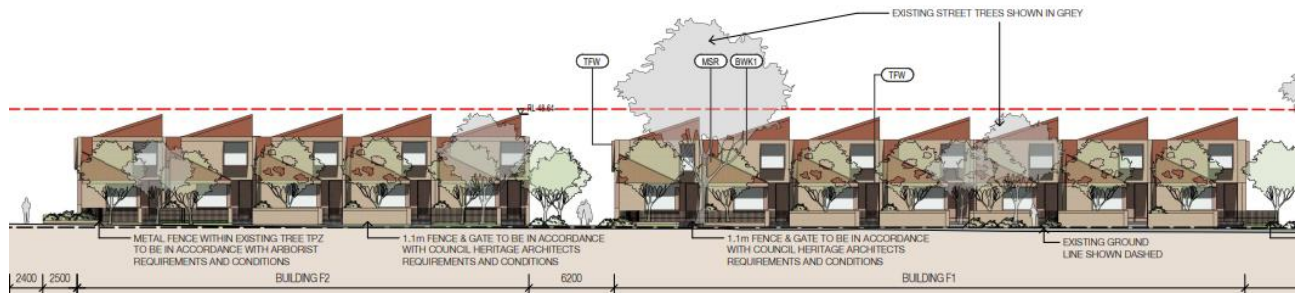 EXISTING STREET TREES SHOWN IN GREY
TFW
MSR
BWK1
TFW
RL 48.61
METAL FENCE WITHIN EXISTING TREE TPZ
TO BE IN ACCORDANCE WITH ARBORIST
REQUIREMENTS AND CONDITIONS
1.1m FENCE & GATE TO BE IN ACCORDANCE
WITH COUNCIL HERITAGE ARCHITECTS
REQUIREMENTS AND CONDITIONS
1.1m FENCE & GATE TO BE IN ACCORDANCE
WITH COUNCIL HERITAGE ARCHITECTS
REQUIREMENTS AND CONDITIONS
EXISTING GROUND
LINE SHOWN DASHED
2400
2500
BUILDING F2
6200
BUILDING F1